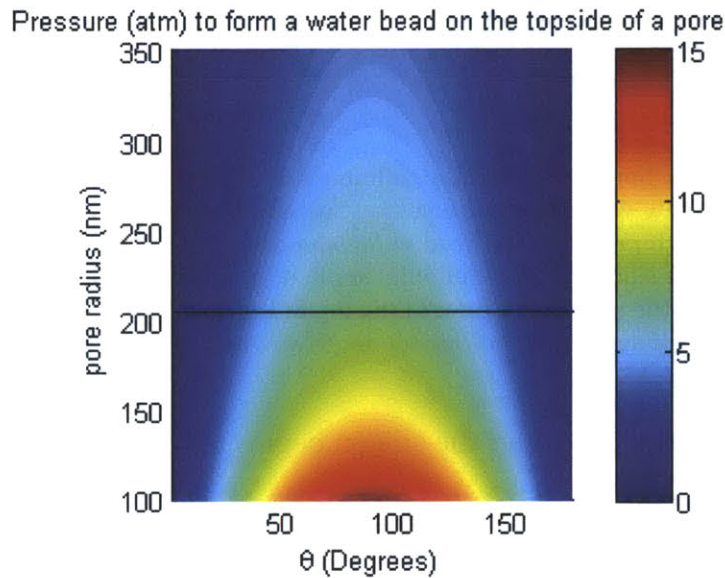 Pressure (atm) to form a water bead on the topside of a pore
350
300
250
200
150
100
pore radius (nm)
50 100 150
θ (Degrees)
15
10
5
0